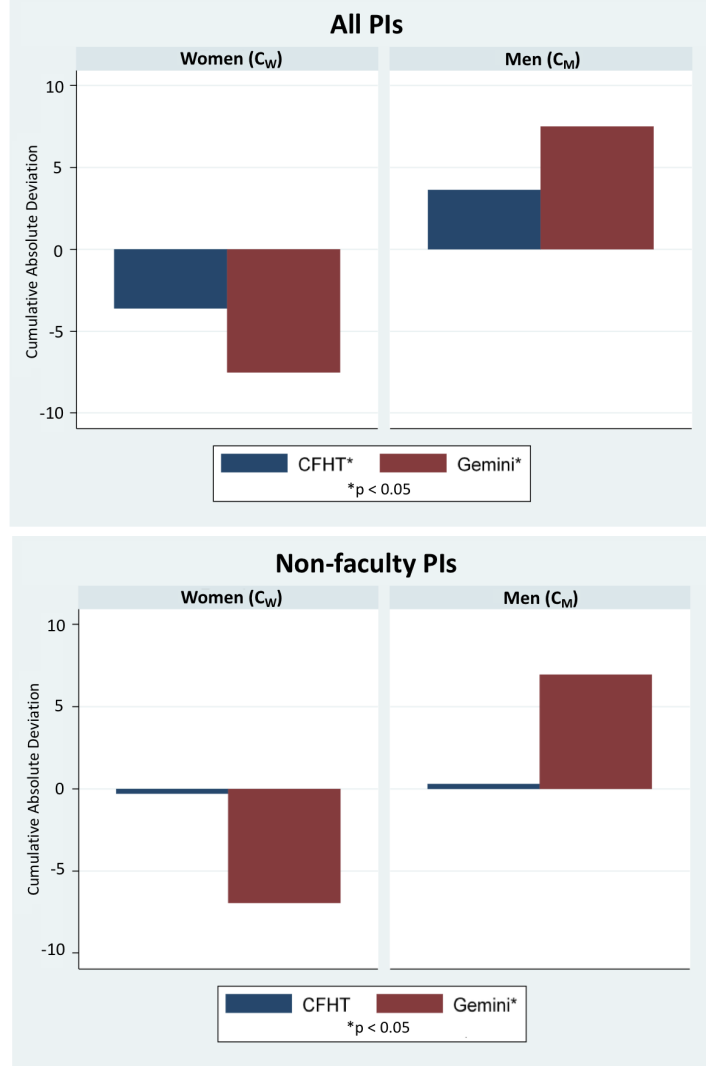 All PIs
Women (CW) Men (CM)
Cumulative Absolute Deviation
10
5
0
-5
-10
CFHT* Gemini*
*p < 0.05
Non-faculty PIs
Women (CW) Men (CM)
Cumulative Absolute Deviation
10
5
0
-5
-10
CFHT Gemini*
*p < 0.05